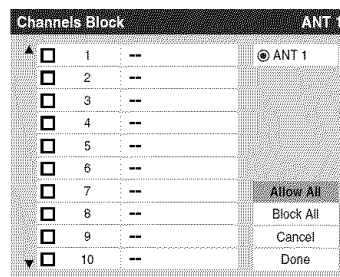 Channels Block ANT 1
1 -- ANT 1
2 --
3 --
4 --
5 --
6 --
7 -- Allow All
8 -- Block All
9 -- Cancel
10 -- Done